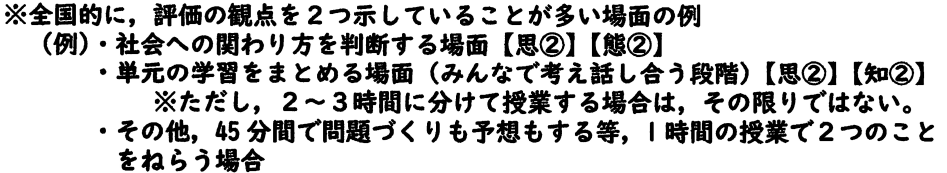 ※全国的に，評価の観点を２つ示していることが多い場面の例
（例）・社会への関わり方を判断する場面【思②】【態②】
・単元の学習をまとめる場面（みんなで考え話し合う段階）【思②】【知②】
※ただし，２～３時間に分けて授業する場合は，その限りではない。
・その他，45分間で問題づくりも予想もする等，１時間の授業で２つのこと
をねらう場合